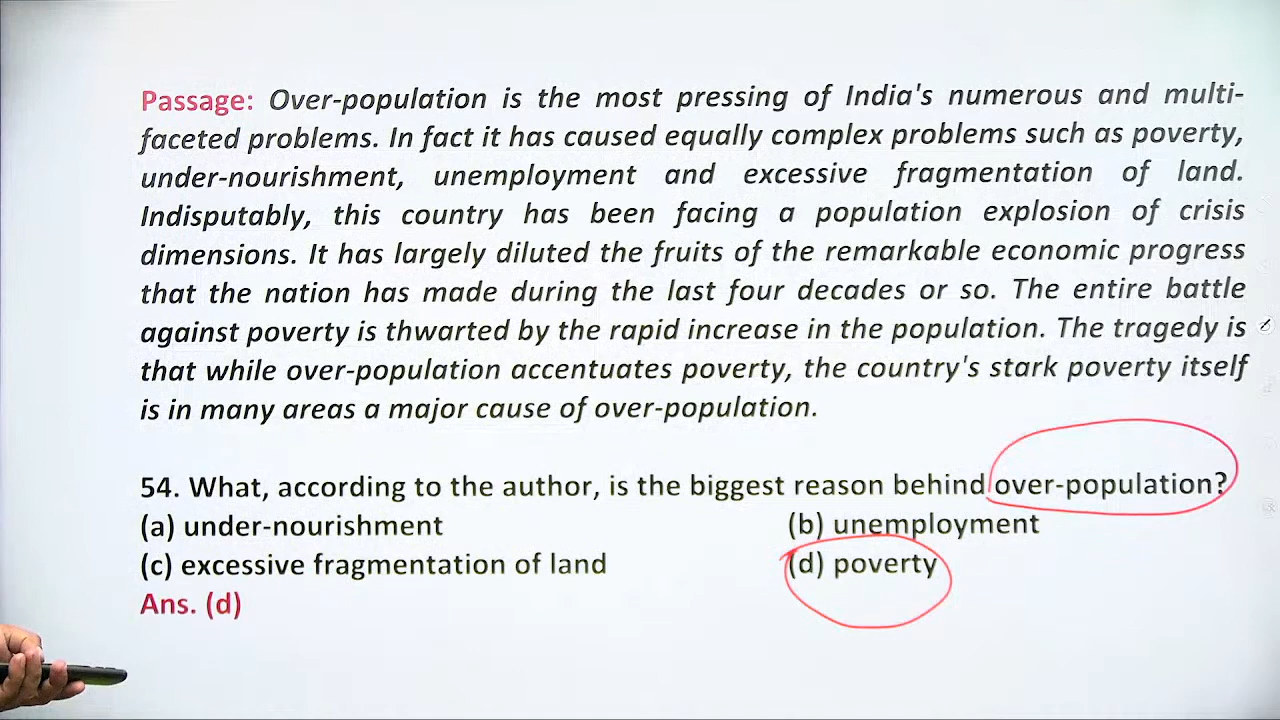 Passage: Over-population is the most pressing of India's numerous and multi-
faceted problems. In fact it has caused equally complex problems such as poverty,
under-nourishment, unemployment and excessive fragmentation of land.
Indisputably, this country has been facing a population explosion of crisis
dimensions. It has largely diluted the fruits of the remarkable economic progress
that the nation has made during the last four decades or so. The entire battle
against poverty is thwarted by the rapid increase in the population. The tragedy is
that while over-population accentuates poverty, the country's stark poverty itself
is in many areas a major cause of over-population.
54. What, according to the author, is the biggest reason behind over-population?
(a) under-nourishment (b) unemployment
(c) excessive fragmentation of land (d) poverty
Ans. (d)